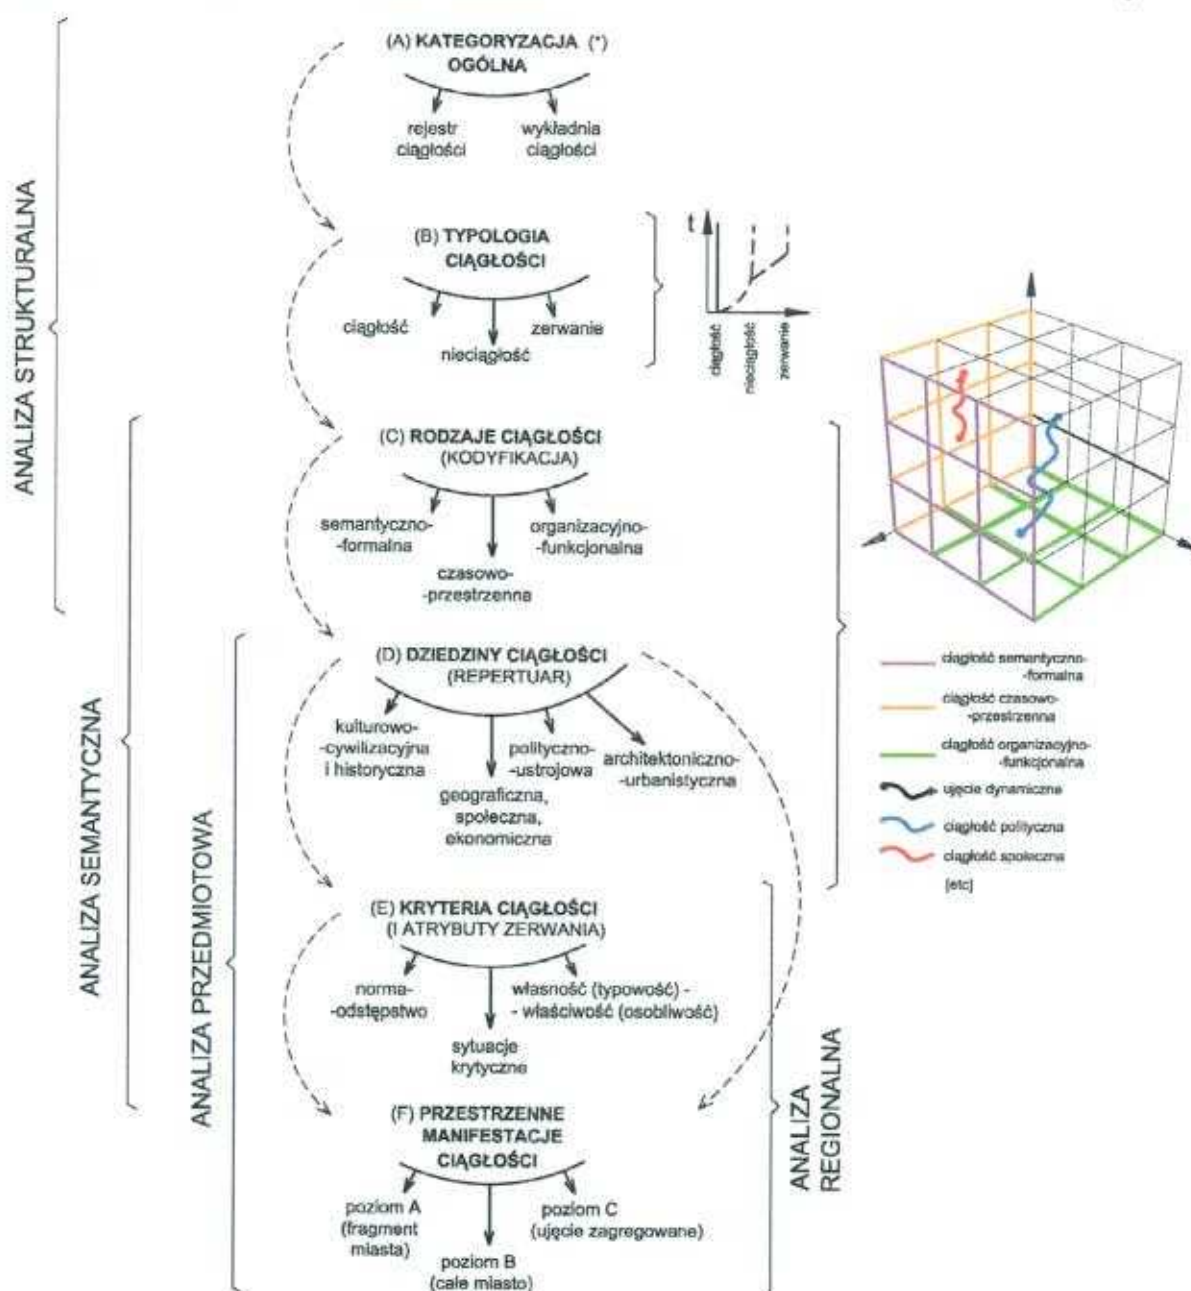 (A) KATEGORYZACJA (*)
OGÓLNA
rejestr
ciągłości
wykładnia
ciągłości
(B) TYPOLOGIA
CIĄGŁOŚCI
ciągłość
nieciągłość
zerwanie
t
ciągłość
nieciągłość
zerwanie
(C) RODZAJE CIĄGŁOŚCI
(KODYFIKACJA)
semantyczno-
-formalna
czasowo-
-przestrzenna
organizacyjno-
-funkcjonalna
(D) DZIEDZINY CIĄGŁOŚCI
(REPERTUAR)
kulturowo-
-cywilizacyjna
i historyczna
geograficzna,
społeczna,
ekonomiczna
polityczno-
-ustrojowa
architektoniczno-
-urbanistyczna
(E) KRYTERIA CIĄGŁOŚCI
(I ATRYBUTY ZERWANIA)
norma-
-odstępstwo
sytuacje
krytyczne
własność (typowość) -
- właściwość (osobliwość)
(F) PRZESTRZENNE
MANIFESTACJE
CIĄGŁOŚCI
poziom A
(fragment
miasta)
poziom B
(całe miasto)
poziom C
(ujęcie zagregowane)
ANALIZA STRUKTURALNA
ANALIZA SEMANTYCZNA
ANALIZA PRZEDMIOTOWA
ANALIZA
REGIONALNA
ciągłość semantyczno-
-formalna
ciągłość czasowo-
-przestrzenna
ciągłość organizacyjno-
-funkcjonalna
ujęcie dynamiczne
ciągłość polityczna
ciągłość społeczna
[etc]